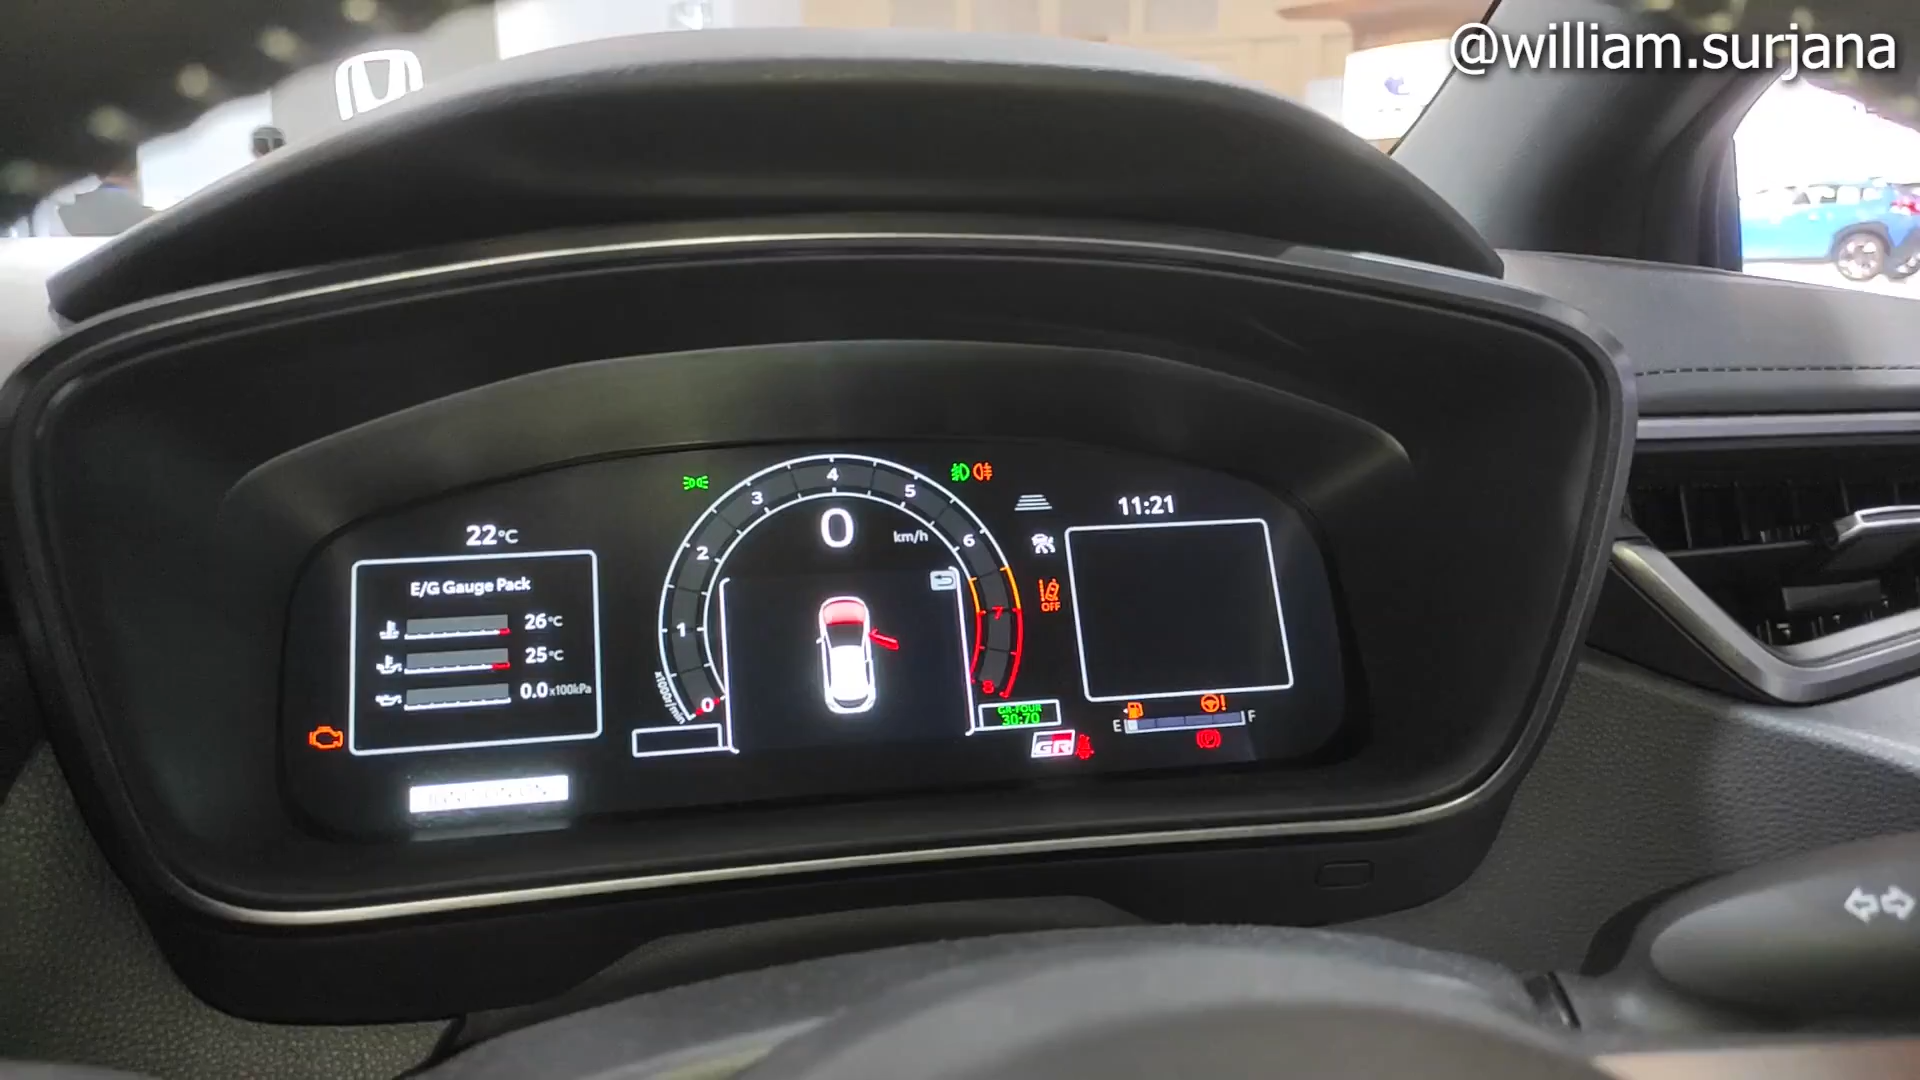 @william.surjana
22°C
E/G Gauge Pack
26°C
25°C
0.0x100kPa
0
1
2
3
4
5
6
7
8
x1000r/min
0
km/h
11:21
OFF
GR-FOUR
30:70
GR
E
F